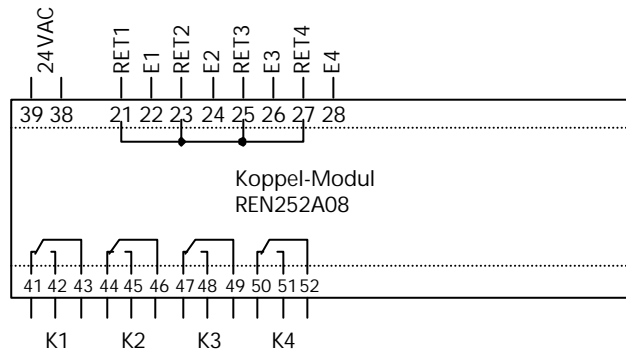 24VAC RET1 E1 RET2 E2 RET3 E3 RET4 E4
39 38 21 22 23 24 25 26 27 28
Koppel-Modul
REN252A08
41 42 43 44 45 46 47 48 49 50 51 52
K1 K2 K3 K4